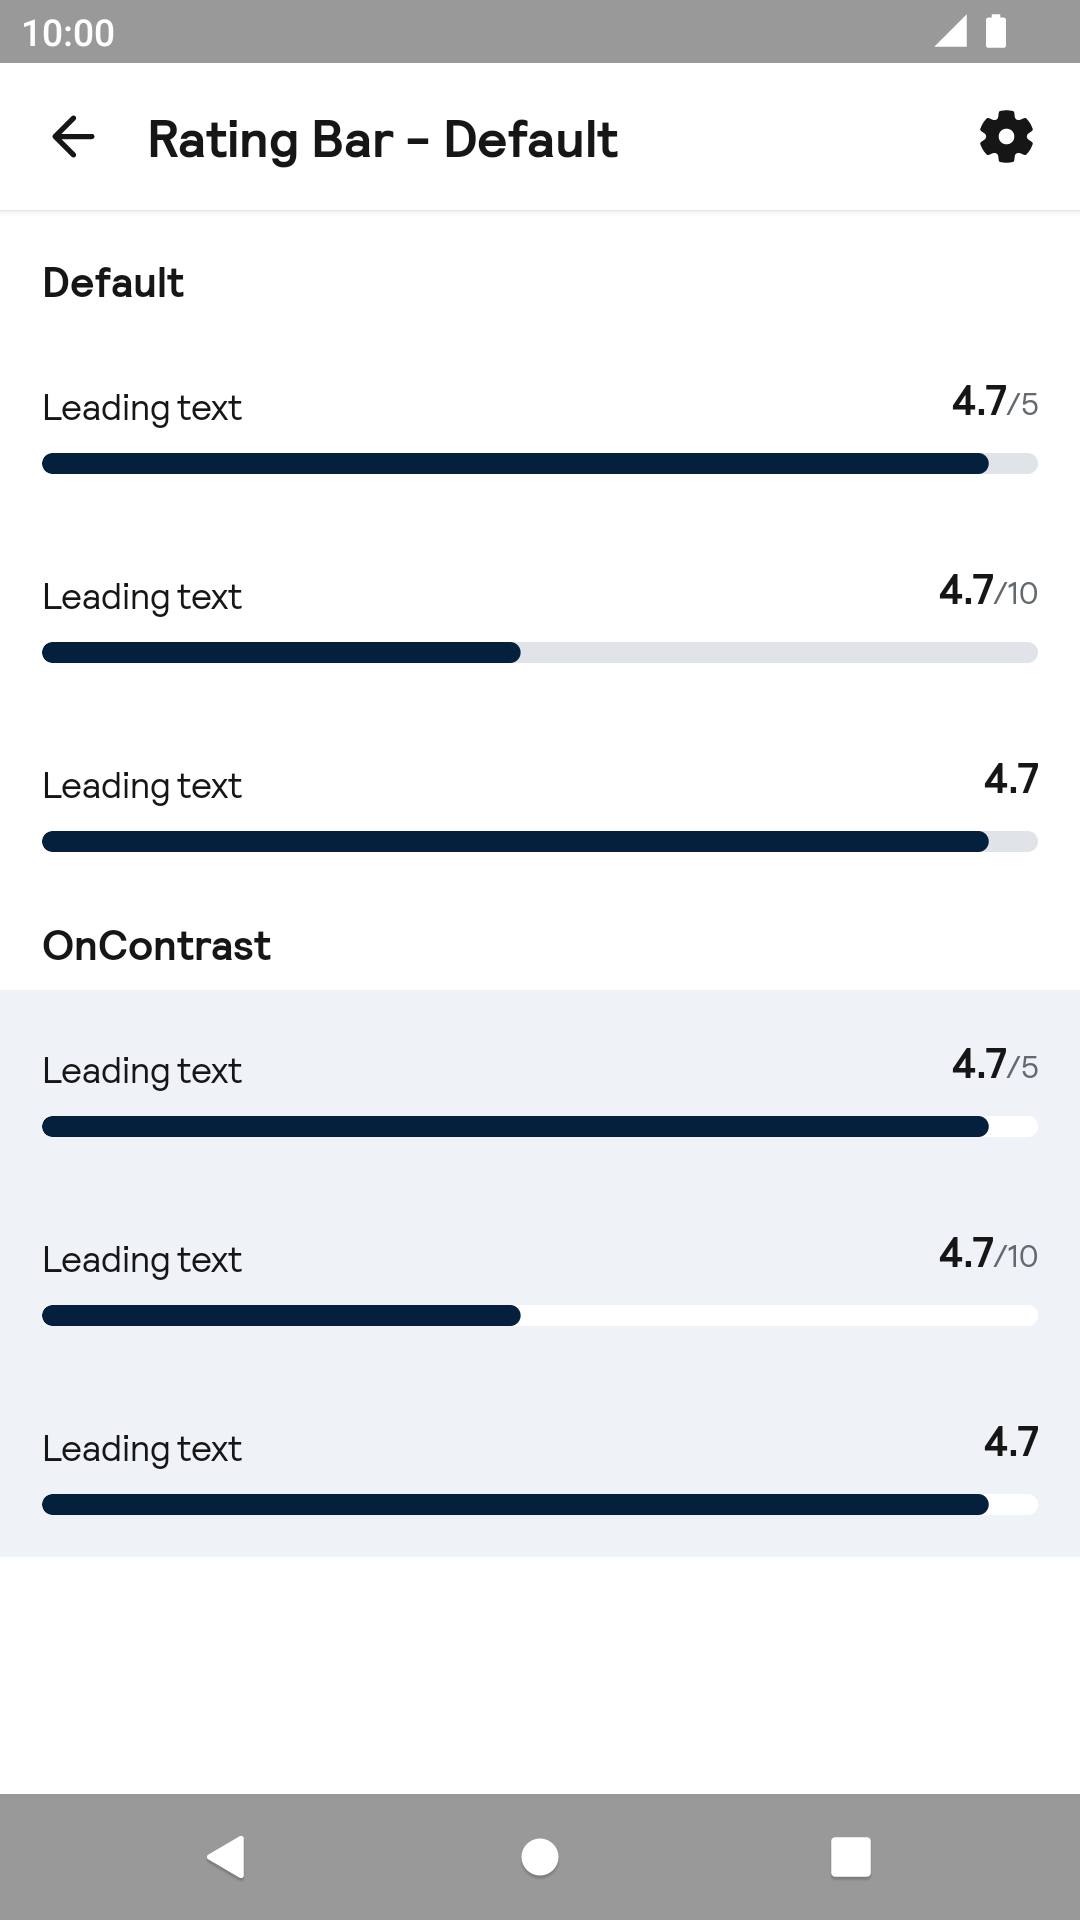 10:00
Rating Bar - Default
Default
Leading text 4.7/5
Leading text 4.7/10
Leading text 4.7
OnContrast
Leading text 4.7/5
Leading text 4.7/10
Leading text 4.7